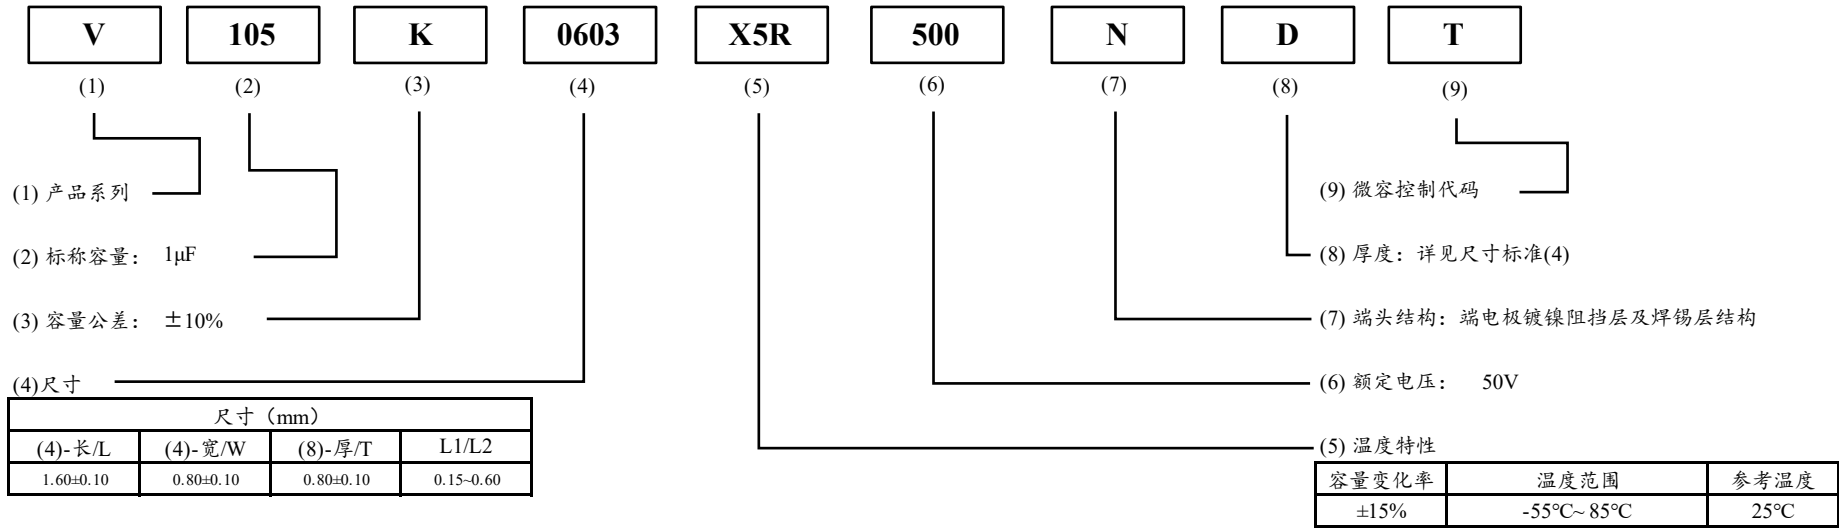 V 105 K 0603 X5R 500 N D T
(1) (2) (3) (4) (5) (6) (7) (8) (9)
(1) 产品系列
(9) 微容控制代码
(2) 标称容量： 1μF
(8) 厚度：详见尺寸标准(4)
(3) 容量公差： ±10%
(7) 端头结构：端电极镀镍阻挡层及焊锡层结构
(4)尺寸
(6) 额定电压： 50V
尺寸（mm）
(4)-长/L (4)-宽/W (8)-厚/T L1/L2
1.60±0.10 0.80±0.10 0.80±0.10 0.15~0.60
(5) 温度特性
容量变化率 温度范围 参考温度
±15% -55℃~ 85℃ 25℃